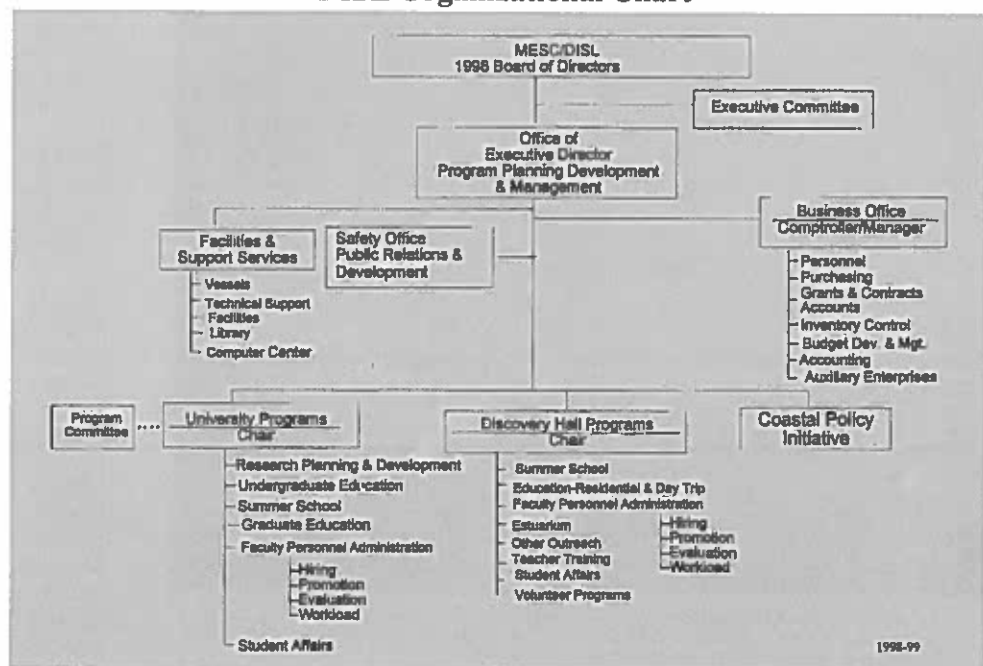 Organizational Chart
MESC/DISL
1998 Board of Directors
Executive Committee
Office of
Executive Director
Program Planning Development
& Management
Facilities &
Support Services
Vessels
Technical Support
Facilities
Library
Computer Center
Safety Office
Public Relations &
Development
Business Office
Comptroller/Manager
Personnel
Purchasing
Grants & Contracts
Accounts
Inventory Control
Budget Dev. & Mgt.
Accounting
Auxiliary Enterprises
Program
Committee
University Programs
Chair
Research Planning & Development
Undergraduate Education
Summer School
Graduate Education
Faculty Personnel Administration
Hiring
Promotion
Evaluation
Workload
Student Affairs
Discovery Hall Programs
Chair
Summer School
Education-Residential & Day Trip
Faculty Personnel Administration
Hiring
Promotion
Evaluation
Workload
Estuarium
Other Outreach
Teacher Training
Student Affairs
Volunteer Programs
Coastal Policy
Initiative
1998-99